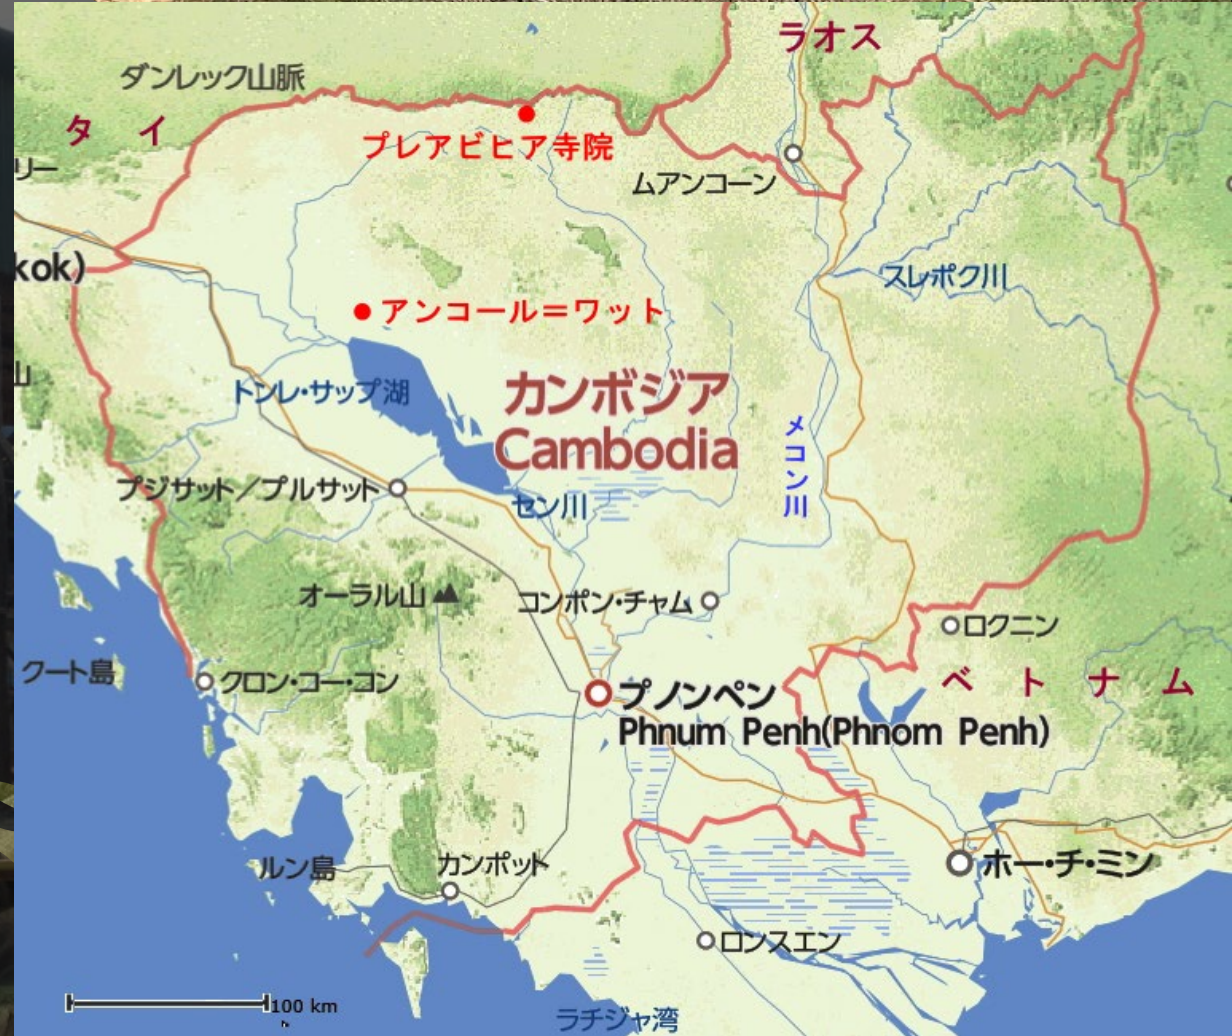 ラオス
ダンレック山脈
タイ
プレアビヒア寺院
リー
ムアンコーン
kok)
スレポク川
アンコール＝ワット
山
トンレ・サップ湖
カンボジア
Cambodia
メコン川
プジサット／プルサット
セン川
オーラル山
コンポン・チャム
ロクニン
クート島
クロン・コー・コン
ベトナム
プノンペン
Phnum Penh(Phnom Penh)
ルン島
カンポット
ホー・チ・ミン
ロンスエン
100 km
ラチジャ湾